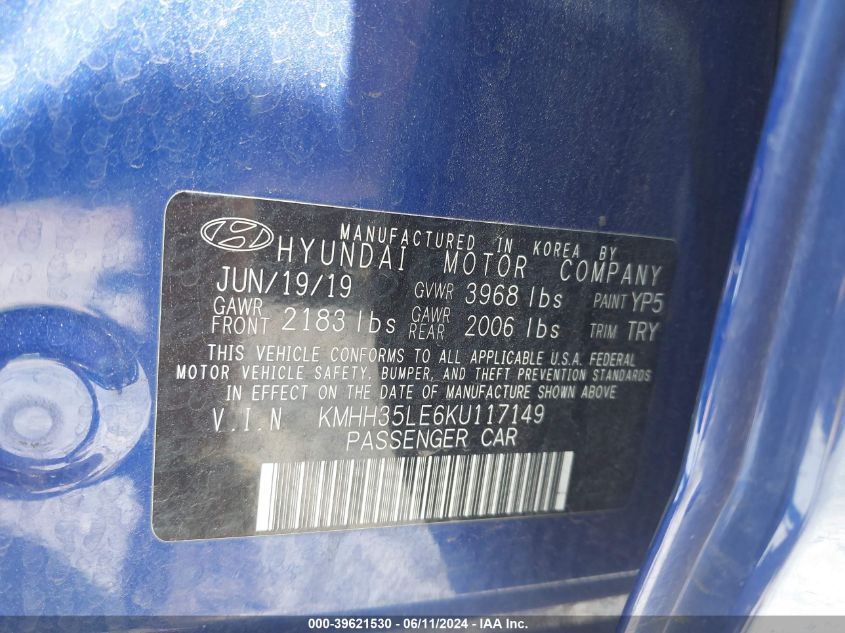 MANUFACTURED IN KOREA BY
HYUNDAI MOTOR COMPANY
JUN/19/19 GVWR 3968 lbs PAINT YP5
GAWR FRONT 2183 lbs GAWR REAR 2006 lbs TRIM TRY
THIS VEHICLE CONFORMS TO ALL APPLICABLE U.S.A. FEDERAL
MOTOR VEHICLE SAFETY, BUMPER, AND THEFT PREVENTION STANDARDS
IN EFFECT ON THE DATE OF MANUFACTURE SHOWN ABOVE
V.I.N KMHH35LE6KU117149
PASSENGER CAR
000-39621530 - 06/11/2024 - IAA Inc.